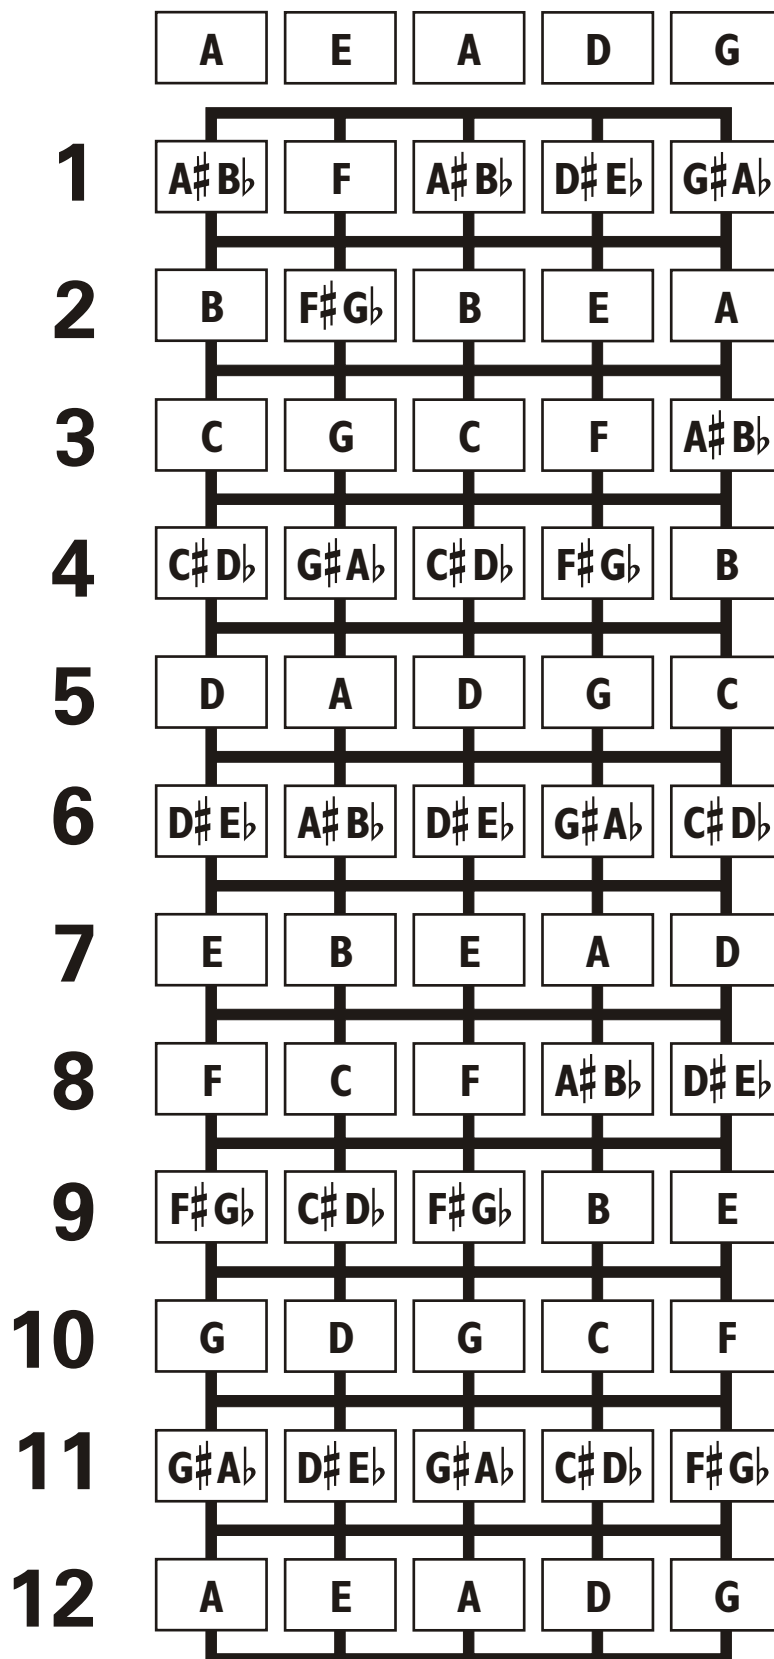 A E A D G
1 A♯B♭ F A♯B♭ D♯E♭ G♯A♭
2 B F♯G♭ B E A
3 C G C F A♯B♭
4 C♯D♭ G♯A♭ C♯D♭ F♯G♭ B
5 D A D G C
6 D♯E♭ A♯B♭ D♯E♭ G♯A♭ C♯D♭
7 E B E A D
8 F C F A♯B♭ D♯E♭
9 F♯G♭ C♯D♭ F♯G♭ B E
10 G D G C F
11 G♯A♭ D♯E♭ G♯A♭ C♯D♭ F♯G♭
12 A E A D G